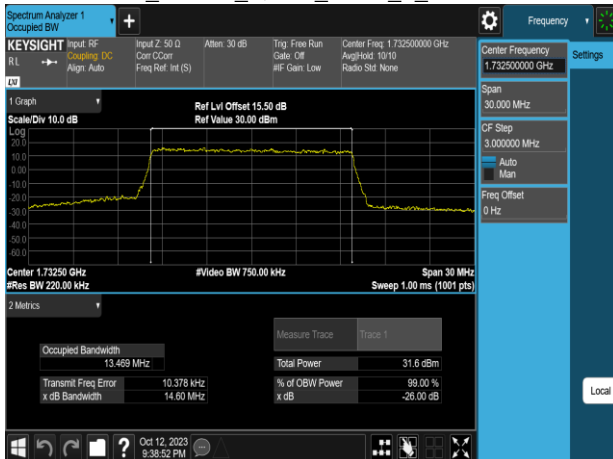 Spectrum Analyzer 1
Occupied BW
+
Frequency
KEYSIGHT
Input: RF
Input Z: 50 Ω
Atten: 30 dB
Trig: Free Run
Center Freq: 1.732500000 GHz
RL
Coupling: DC
Corr CCorr
Gate: Off
Avg|Hold: 10/10
Align: Auto
Freq Ref: Int (S)
#IF Gain: Low
Radio Std: None
LXI
Center Frequency
1.732500000 GHz
Settings
Span
30.000 MHz
CF Step
3.000000 MHz
Auto
Man
Freq Offset
0 Hz
Local
1 Graph
Ref Lvl Offset 15.50 dB
Scale/Div 10.0 dB
Ref Value 30.00 dBm
Log
20.0
10.0
0.00
-10.0
-20.0
-30.0
-40.0
-50.0
-60.0
Center 1.73250 GHz
#Video BW 750.00 kHz
Span 30 MHz
#Res BW 220.00 kHz
Sweep 1.00 ms (1001 pts)
2 Metrics
Measure Trace
Trace 1
Occupied Bandwidth
13.469 MHz
Total Power
31.6 dBm
Transmit Freq Error
10.378 kHz
% of OBW Power
99.00 %
x dB Bandwidth
14.60 MHz
x dB
-26.00 dB
?
Oct 12, 2023
9:38:52 PM